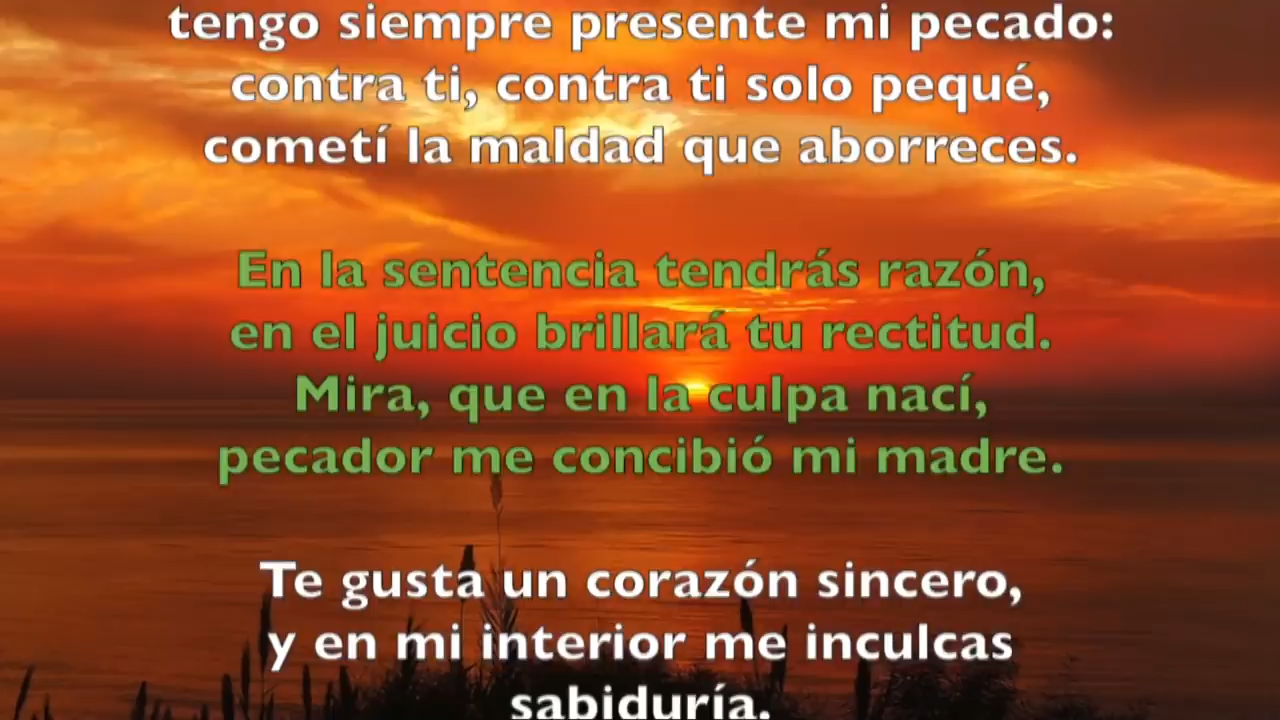 tengo siempre presente mi pecado:
contra ti, contra ti solo pequé,
cometí la maldad que aborreces.
En la sentencia tendrás razón,
en el juicio brillará tu rectitud.
Mira, que en la culpa nací,
pecador me concibió mi madre.
Te gusta un corazón sincero,
y en mi interior me inculcas
sabiduría.